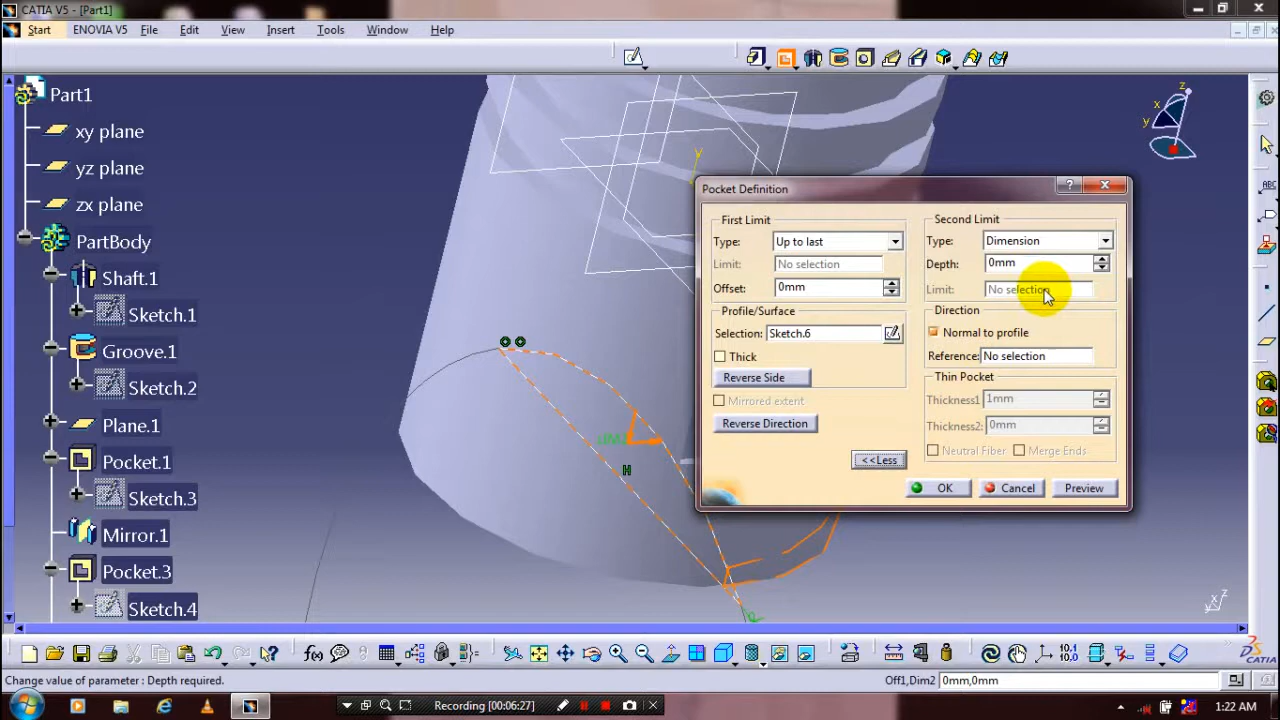 CATIA V5 - [Part1]
Start ENOVIA V5 File Edit View Insert Tools Window Help
Part1
xy plane
yz plane
zx plane
PartBody
Shaft.1
Sketch.1
Groove.1
Sketch.2
Plane.1
Pocket.1
Sketch.3
Mirror.1
Pocket.3
Sketch.4
z
x
y
y
H
Pocket Definition
First Limit
Type: Up to last
Limit: No selection
Offset: 0mm
Profile/Surface
Selection: Sketch.6
Thick
Reverse Side
Mirrored extent
Reverse Direction
<<Less
Second Limit
Type: Dimension
Depth: 0mm
Limit: No selection
Direction
Normal to profile
Reference: No selection
Thin Pocket
Thickness1 1mm
Thickness2: 0mm
Neutral Fiber Merge Ends
OK Cancel Preview
Change value of parameter : Depth required.
Off1,Dim2 0mm,0mm
Recording [00:06:27]
1:22 AM